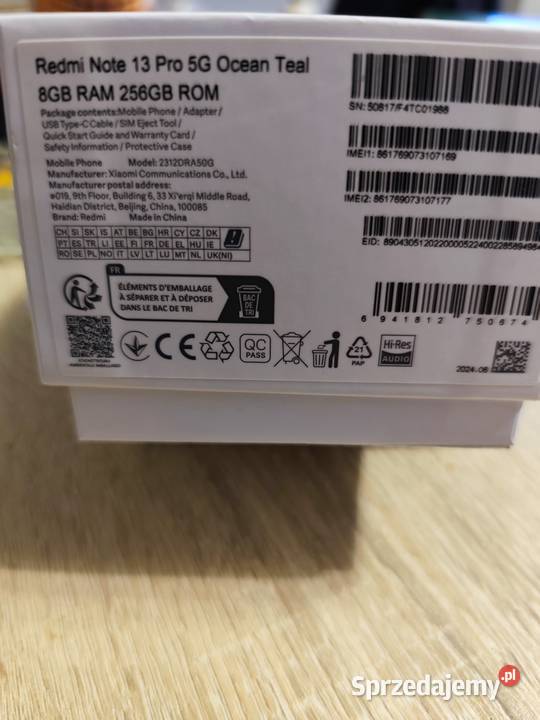 Redmi Note 13 Pro 5G Ocean Teal
8GB RAM 256GB ROM
Package contents:Mobile Phone / Adapter /
USB Type-C Cable / SIM Eject Tool /
Quick Start Guide and Warranty Card /
Safety Information / Protective Case
Mobile Phone Model: 2312DRA50G
Manufacturer: Xiaomi Communications Co., Ltd.
Manufacturer postal address:
#019, 9th Floor, Building 6, 33 Xi'erqi Middle Road,
Haidian District, Beijing, China, 100085
Brand: Redmi Made in China
CH SI SK IS AT BE BG HR CY CZ DK
PT ES TR LI EE FI FR DE EL HU IE
RO SE PL NO IT LV LT LU MT NL UK(NI)
FR
ÉLÉMENTS D'EMBALLAGE
À SÉPARER ET À DÉPOSER
DANS LE BAC DE TRI
BAC
DE
TRI
CE
QC
PASS
21
PAP
Hi-Res
AUDIO
SN: 50817/F4TC01988
IMEI1: 861769073107169
IMEI2: 861769073107177
EID:
6 941812 750674
2024.08
Sprzedajemy.pl